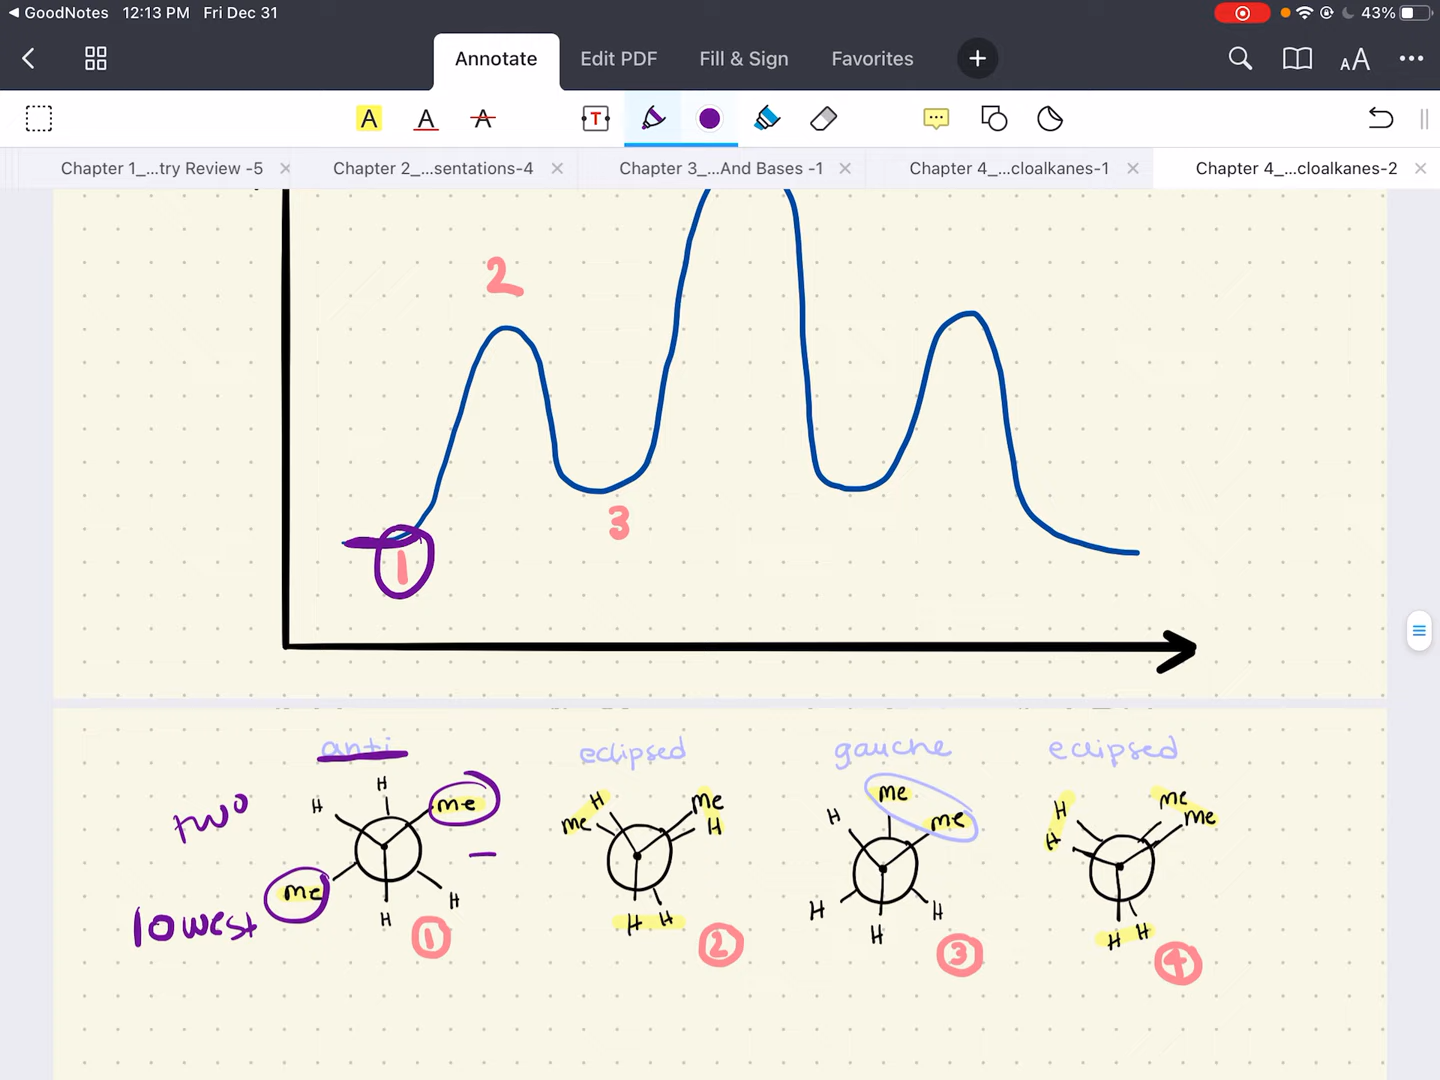 GoodNotes 12:13 PM Fri Dec 31 43%
Annotate Edit PDF Fill & Sign Favorites
A A A T AA
Chapter 1_...try Review -5 Chapter 2_...sentations-4 Chapter 3_...And Bases -1 Chapter 4_...cloalkanes-1 Chapter 4_...cloalkanes-2
2
3
1
anti eclipsed gauche eclipsed
two
lowest
H H me me H H 1
H me Me H H H 2
Me me H H H H 3
H H me me H H 4